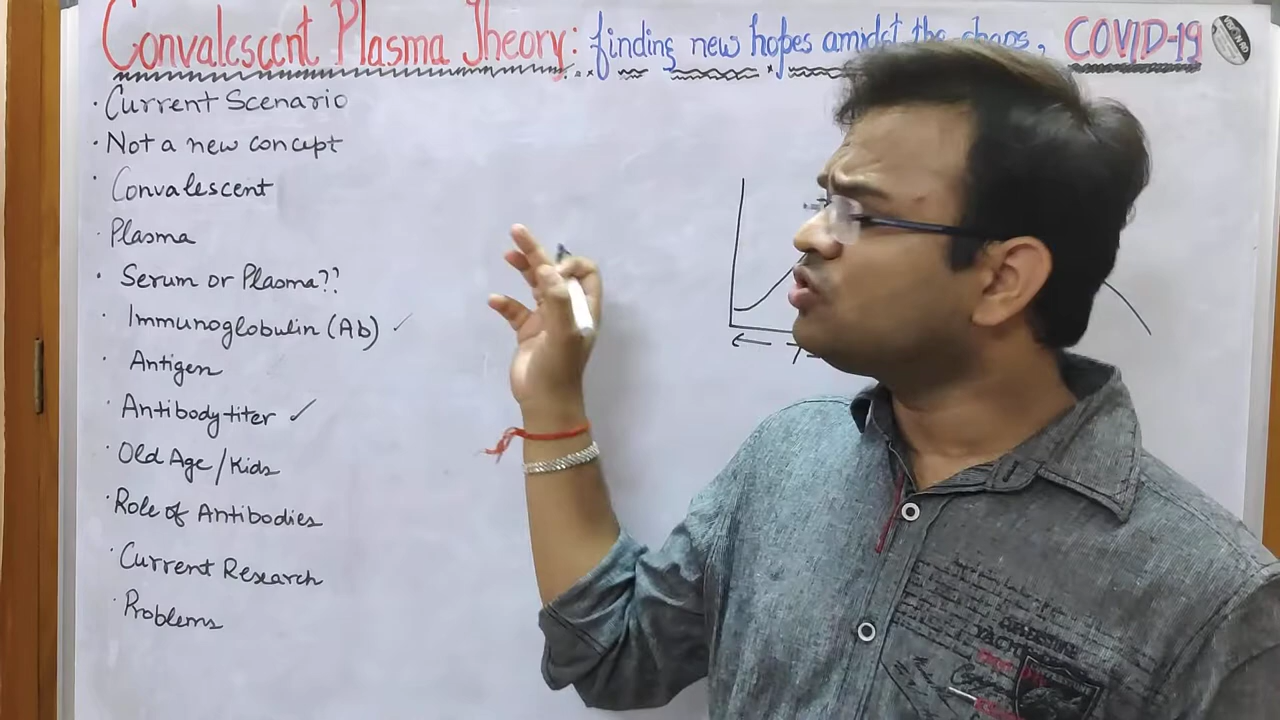 Convalescent Plasma Theory: finding new hopes amidst the chaos, COVID-19
· Current Scenario
· Not a new concept
· Convalescent
· Plasma
· Serum or Plasma??
· Immunoglobulin (Ab) ✓
· Antigen
· Antibody titer ✓
· Old Age/Kids
· Role of Antibodies
· Current Research
· Problems